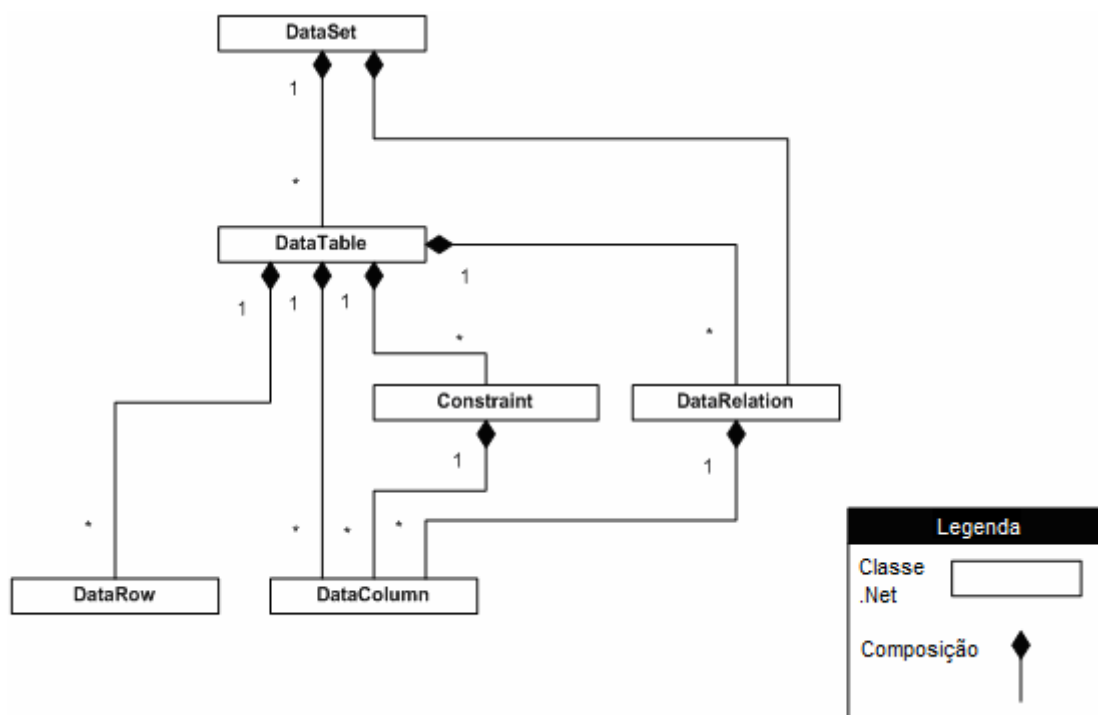 DataSet
1
*
DataTable
1
1
1
1
*
*
Constraint
DataRelation
1
1
*
*
*
*
DataRow
DataColumn
Legenda
Classe
.Net
Composição